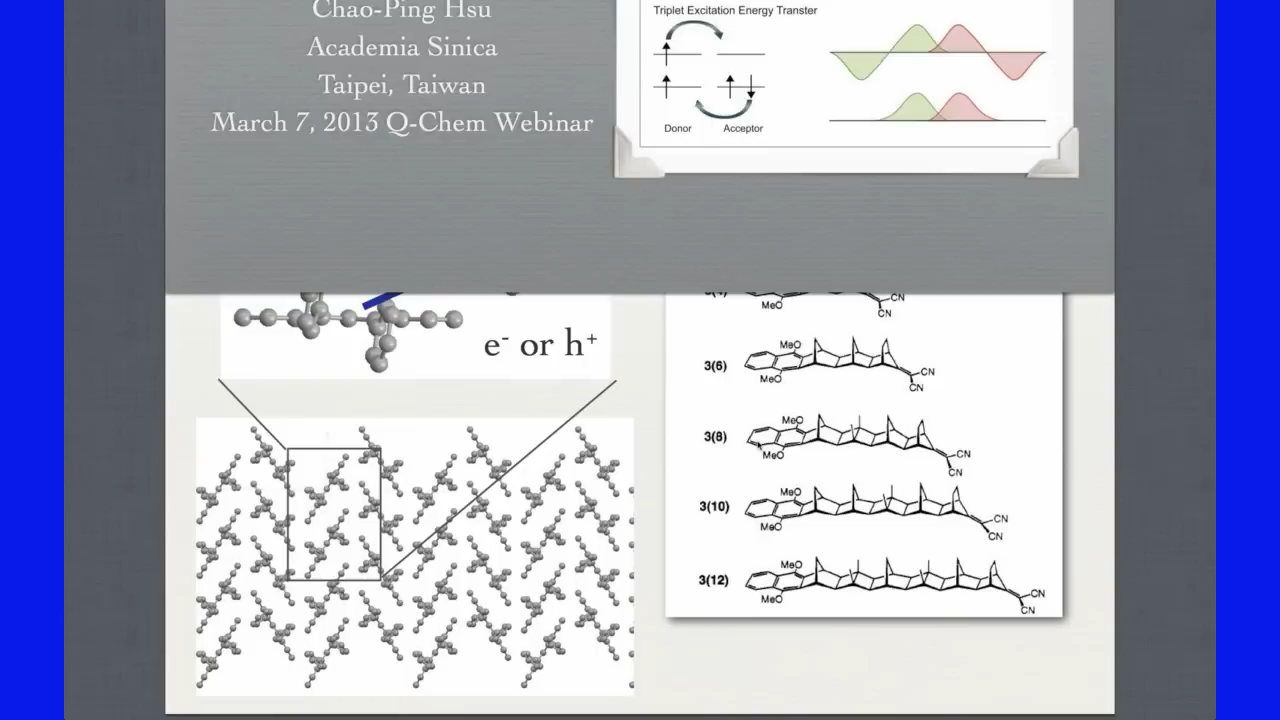 Chao-Ping Hsu
Academia Sinica
Taipei, Taiwan
March 7, 2013 Q-Chem Webinar
Triplet Excitation Energy Transfer
Donor
Acceptor
e- or h+
MeO
CN
CN
3(6)
MeO
MeO
CN
CN
3(8)
MeO
MeO
CN
CN
3(10)
MeO
MeO
CN
CN
3(12)
MeO
MeO
CN
CN